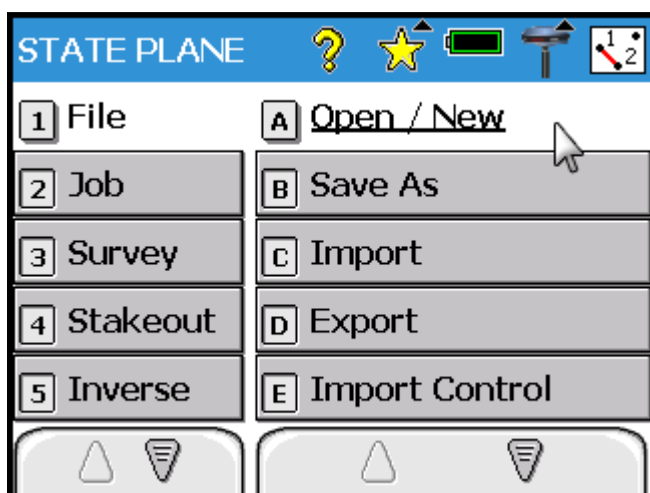 STATE PLANE
1 2
1 File
A Open / New
2 Job
B Save As
3 Survey
C Import
4 Stakeout
D Export
5 Inverse
E Import Control